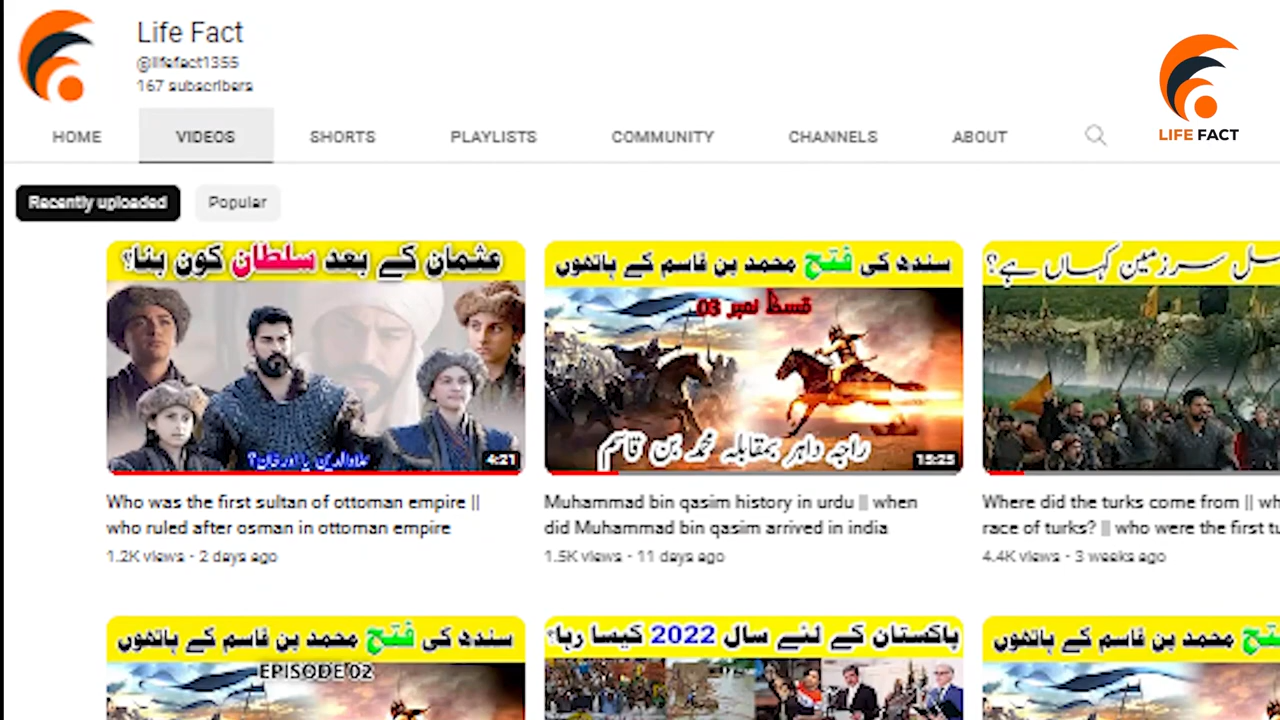 Life Fact
@lifefact1355
167 subscribers
LIFE FACT
HOME VIDEOS SHORTS PLAYLISTS COMMUNITY CHANNELS ABOUT
Recently uploaded Popular
عثمان کے بعد سلطان کون بنا؟
علاؤالدین یا اورخان؟
4:21
Who was the first sultan of ottoman empire ||
who ruled after osman in ottoman empire
1.2K views • 2 days ago
سندھ کی فتح محمد بن قاسم کے ہاتھوں
قسط نمبر 03
راجہ داہر بمقابلہ محمد بن قاسم
15:25
Muhammad bin qasim history in urdu || when
did Muhammad bin qasim arrived in india
1.5K views • 11 days ago
سرزمین کہاں ہے؟
Where did the turks come from ||
race of turks? || who were the first
4.4K views • 3 weeks ago
سندھ کی فتح محمد بن قاسم کے ہاتھوں
EPISODE 02
پاکستان کے لئے سال 2022 کیسا رہا؟
محمد بن قاسم کے ہاتھوں